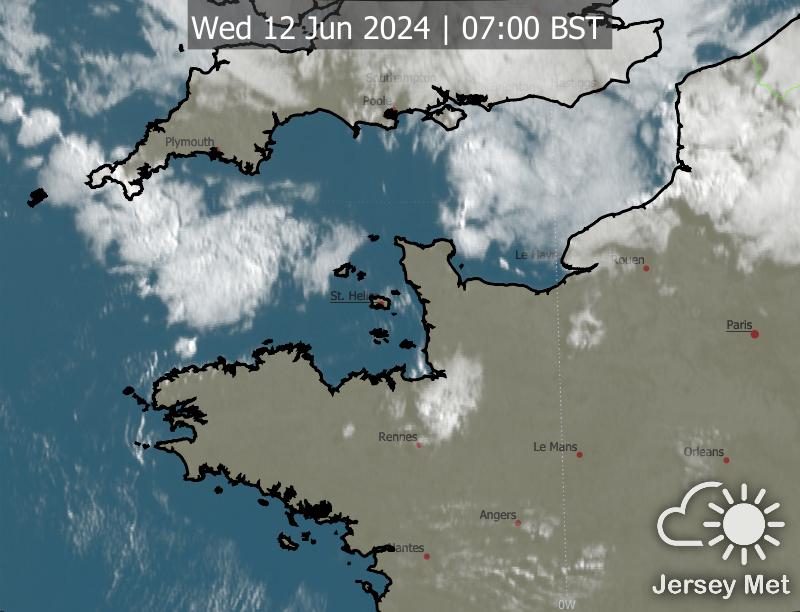 Wed 12 Jun 2024 | 07:00 BST
Southampton
Hastings
Poole
Plymouth
Le Havre
Rouen
St. Helier
Paris
Rennes
Le Mans
Orleans
Angers
Nantes
0W
Jersey Met